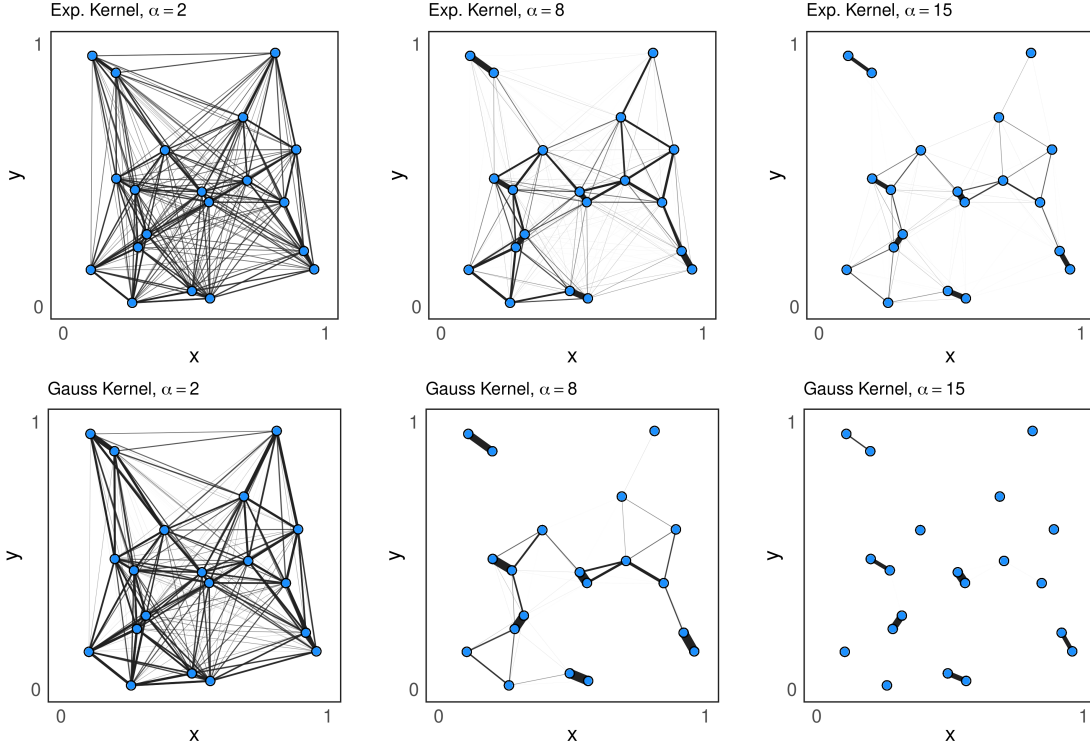 Exp. Kernel, α = 2
Exp. Kernel, α = 8
Exp. Kernel, α = 15
1
1
1
y
y
y
0
0
0
0
1
0
1
0
1
x
x
x
Gauss Kernel, α = 2
Gauss Kernel, α = 8
Gauss Kernel, α = 15
1
1
1
y
y
y
0
0
0
0
1
0
1
0
1
x
x
x